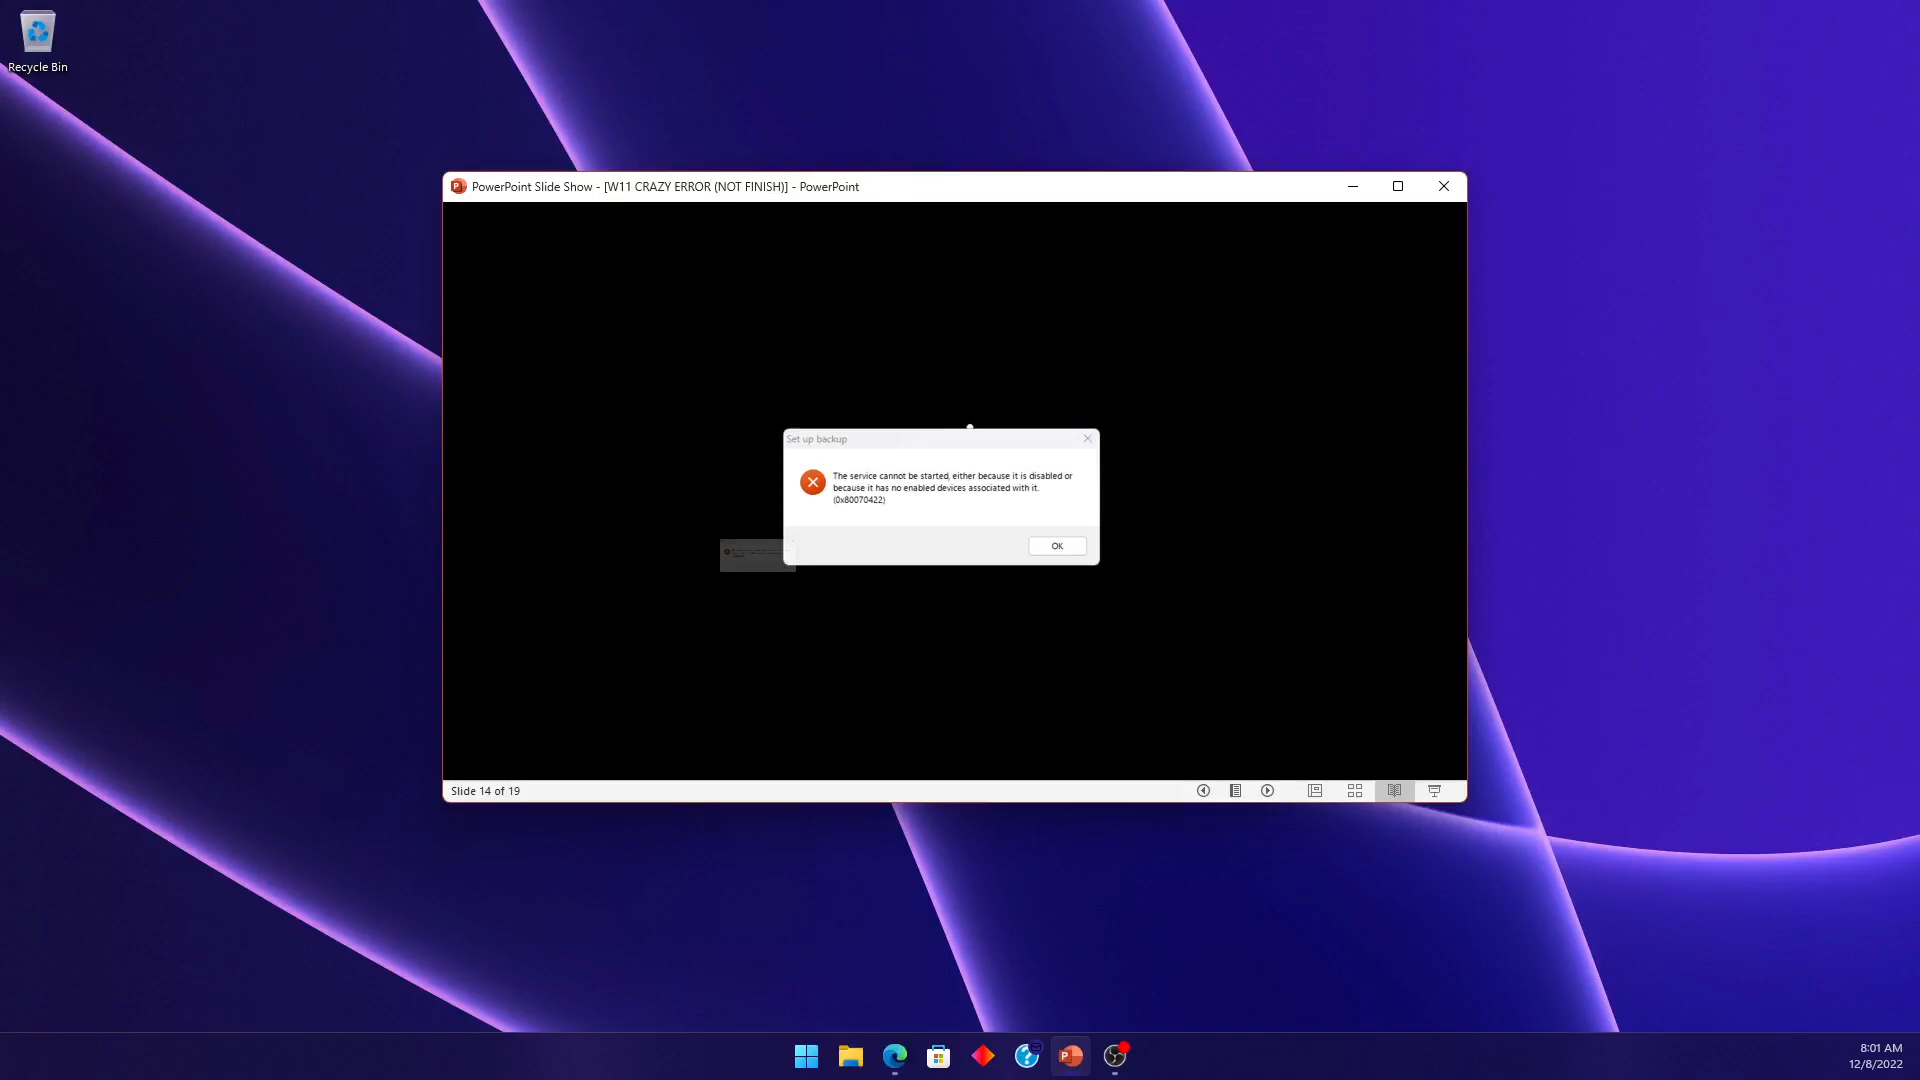 Recycle Bin
PowerPoint Slide Show - [W11 CRAZY ERROR (NOT FINISH)] - PowerPoint
Set up backup
The service cannot be started, either because it is disabled or
because it has no enabled devices associated with it.
(0x80070422)
OK
Slide 14 of 19
8:01 AM
12/8/2022